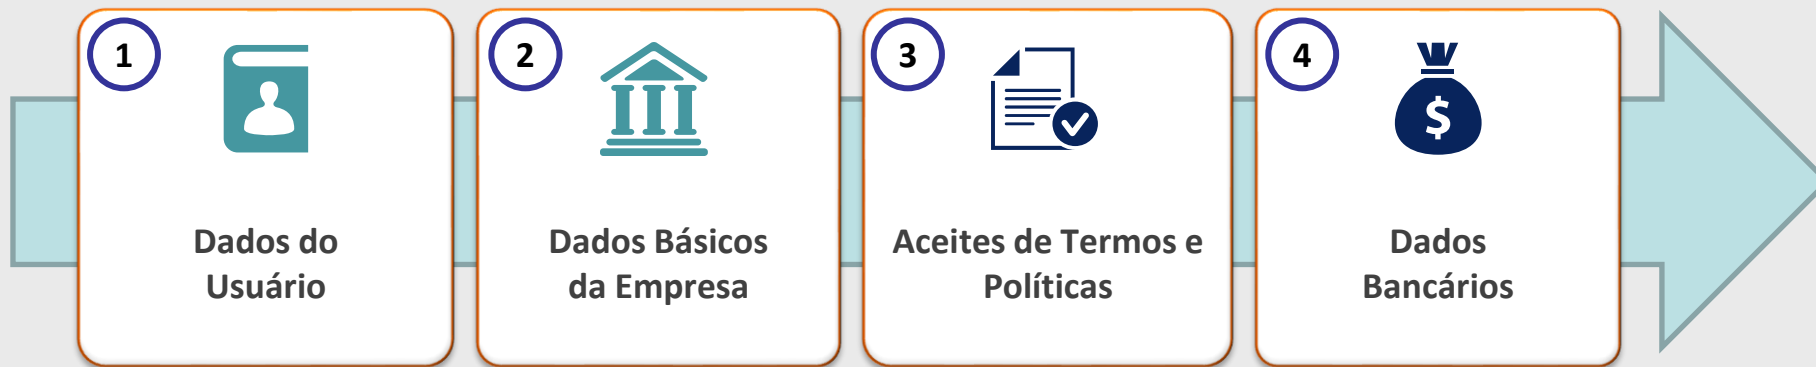 1
Dados do
Usuário
2
Dados Básicos
da Empresa
3
Aceites de Termos e
Políticas
4
$
Dados
Bancários